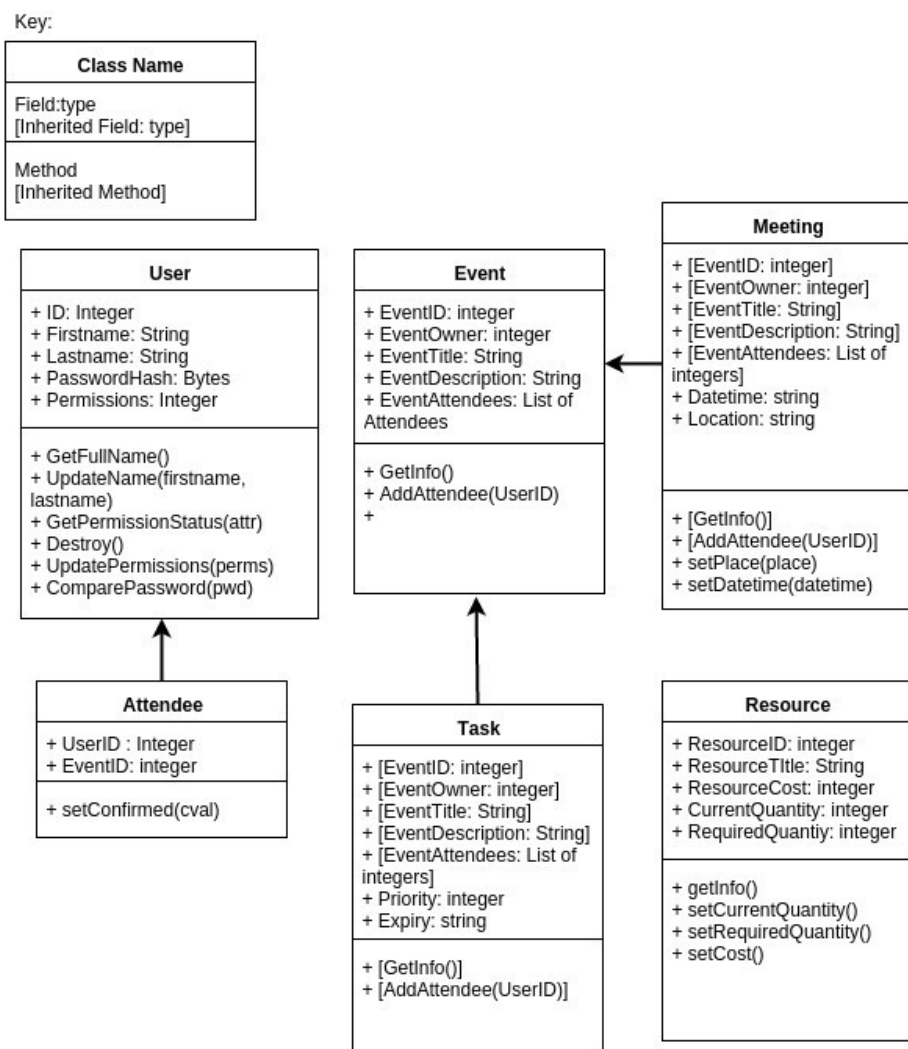 Key:
Class Name
Field:type
[Inherited Field: type]
Method
[Inherited Method]
User
+ ID: Integer
+ Firstname: String
+ Lastname: String
+ PasswordHash: Bytes
+ Permissions: Integer
+ GetFullName()
+ UpdateName(firstname,
lastname)
+ GetPermissionStatus(attr)
+ Destroy()
+ UpdatePermissions(perms)
+ ComparePassword(pwd)
Event
+ EventID: integer
+ EventOwner: integer
+ EventTitle: String
+ EventDescription: String
+ EventAttendees: List of
Attendees
+ GetInfo()
+ AddAttendee(UserID)
+
Meeting
+ [EventID: integer]
+ [EventOwner: integer]
+ [EventTitle: String]
+ [EventDescription: String]
+ [EventAttendees: List of
integers]
+ Datetime: string
+ Location: string
+ [GetInfo()]
+ [AddAttendee(UserID)]
+ setPlace(place)
+ setDatetime(datetime)
Attendee
+ UserID : Integer
+ EventID: integer
+ setConfirmed(cval)
Task
+ [EventID: integer]
+ [EventOwner: integer]
+ [EventTitle: String]
+ [EventDescription: String]
+ [EventAttendees: List of
integers]
+ Priority: integer
+ Expiry: string
+ [GetInfo()]
+ [AddAttendee(UserID)]
Resource
+ ResourceID: integer
+ ResourceTItle: String
+ ResourceCost: integer
+ CurrentQuantity: integer
+ RequiredQuantiy: integer
+ getInfo()
+ setCurrentQuantity()
+ setRequiredQuantity()
+ setCost()